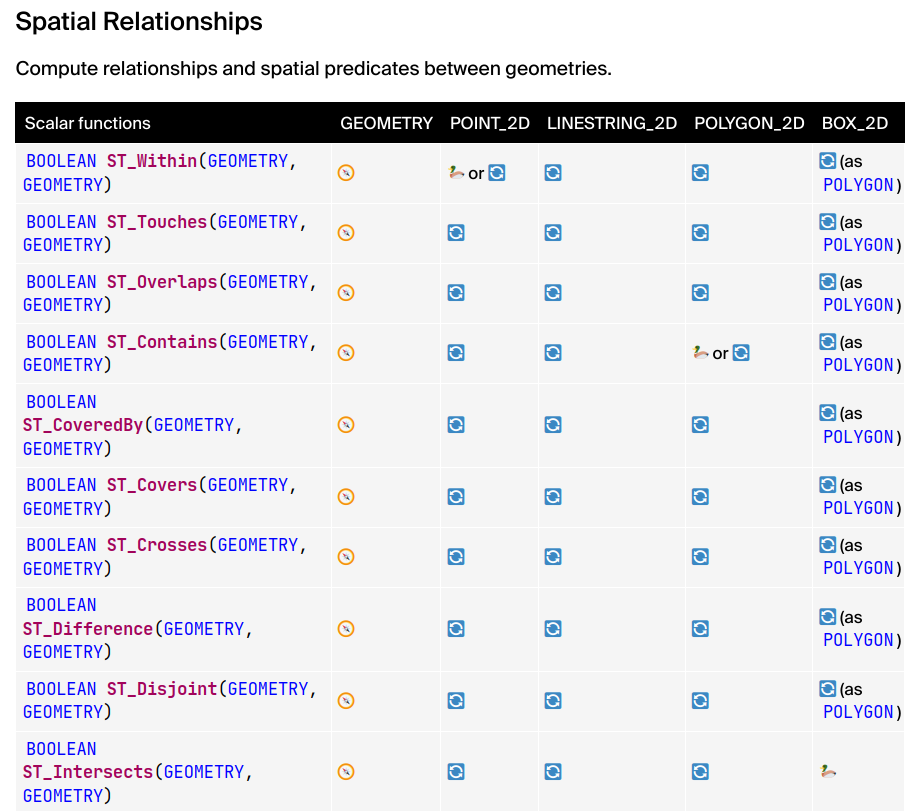 Spatial Relationships
Compute relationships and spatial predicates between geometries.
Scalar functions GEOMETRY POINT_2D LINESTRING_2D POLYGON_2D BOX_2D
BOOLEAN ST_Within(GEOMETRY, GEOMETRY) 🧭 🦆 or 🔄 🔄 🔄 🔄 (as POLYGON)
BOOLEAN ST_Touches(GEOMETRY, GEOMETRY) 🧭 🔄 🔄 🔄 🔄 (as POLYGON)
BOOLEAN ST_Overlaps(GEOMETRY, GEOMETRY) 🧭 🔄 🔄 🔄 🔄 (as POLYGON)
BOOLEAN ST_Contains(GEOMETRY, GEOMETRY) 🧭 🔄 🔄 🦆 or 🔄 🔄 (as POLYGON)
BOOLEAN ST_CoveredBy(GEOMETRY, GEOMETRY) 🧭 🔄 🔄 🔄 🔄 (as POLYGON)
BOOLEAN ST_Covers(GEOMETRY, GEOMETRY) 🧭 🔄 🔄 🔄 🔄 (as POLYGON)
BOOLEAN ST_Crosses(GEOMETRY, GEOMETRY) 🧭 🔄 🔄 🔄 🔄 (as POLYGON)
BOOLEAN ST_Difference(GEOMETRY, GEOMETRY) 🧭 🔄 🔄 🔄 🔄 (as POLYGON)
BOOLEAN ST_Disjoint(GEOMETRY, GEOMETRY) 🧭 🔄 🔄 🔄 🔄 (as POLYGON)
BOOLEAN ST_Intersects(GEOMETRY, GEOMETRY) 🧭 🔄 🔄 🔄 🦆